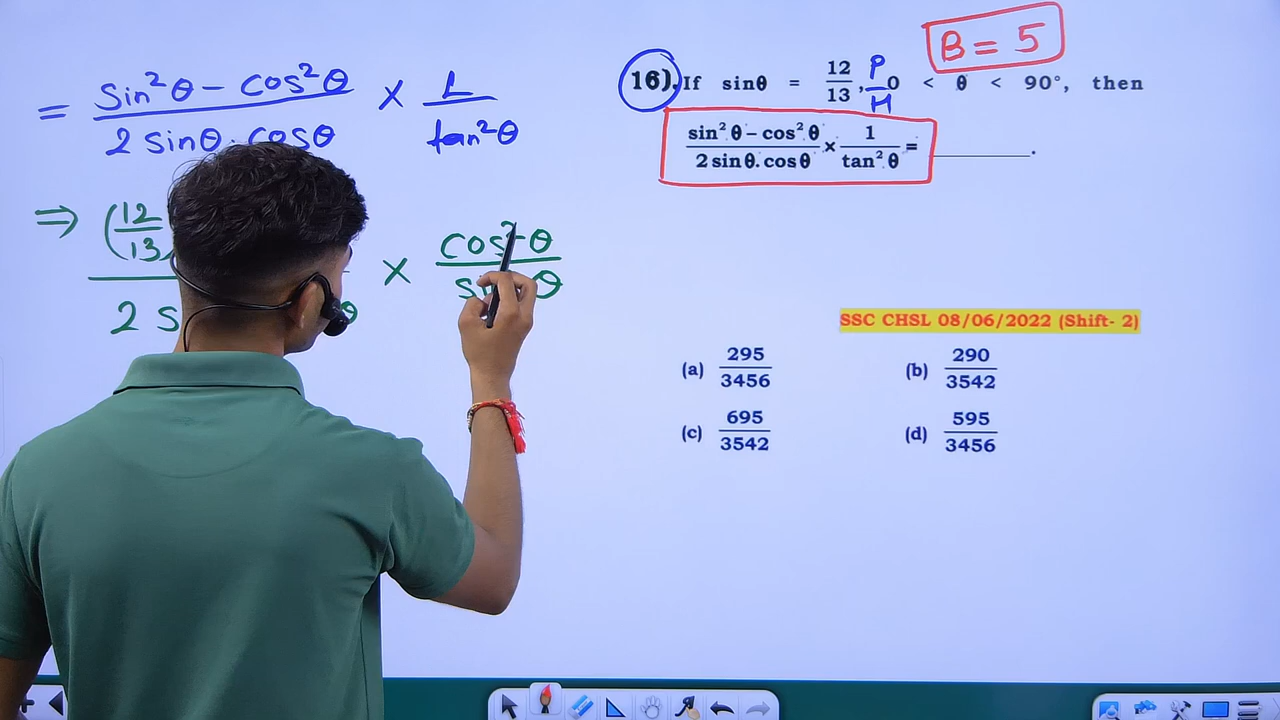 = sin²θ - cos²θ / 2 sinθ . cosθ × 1 / tan²θ
⇒ (12/13
2 s
θ
× cos²θ
θ
B = 5
16). If sinθ = 12/13, 0 < θ < 90°, then
P/H
sin²θ – cos²θ / 2 sinθ. cosθ × 1 / tan²θ = ________.
SSC CHSL 08/06/2022 (Shift- 2)
(a) 295/3456 (b) 290/3542
(c) 695/3542 (d) 595/3456